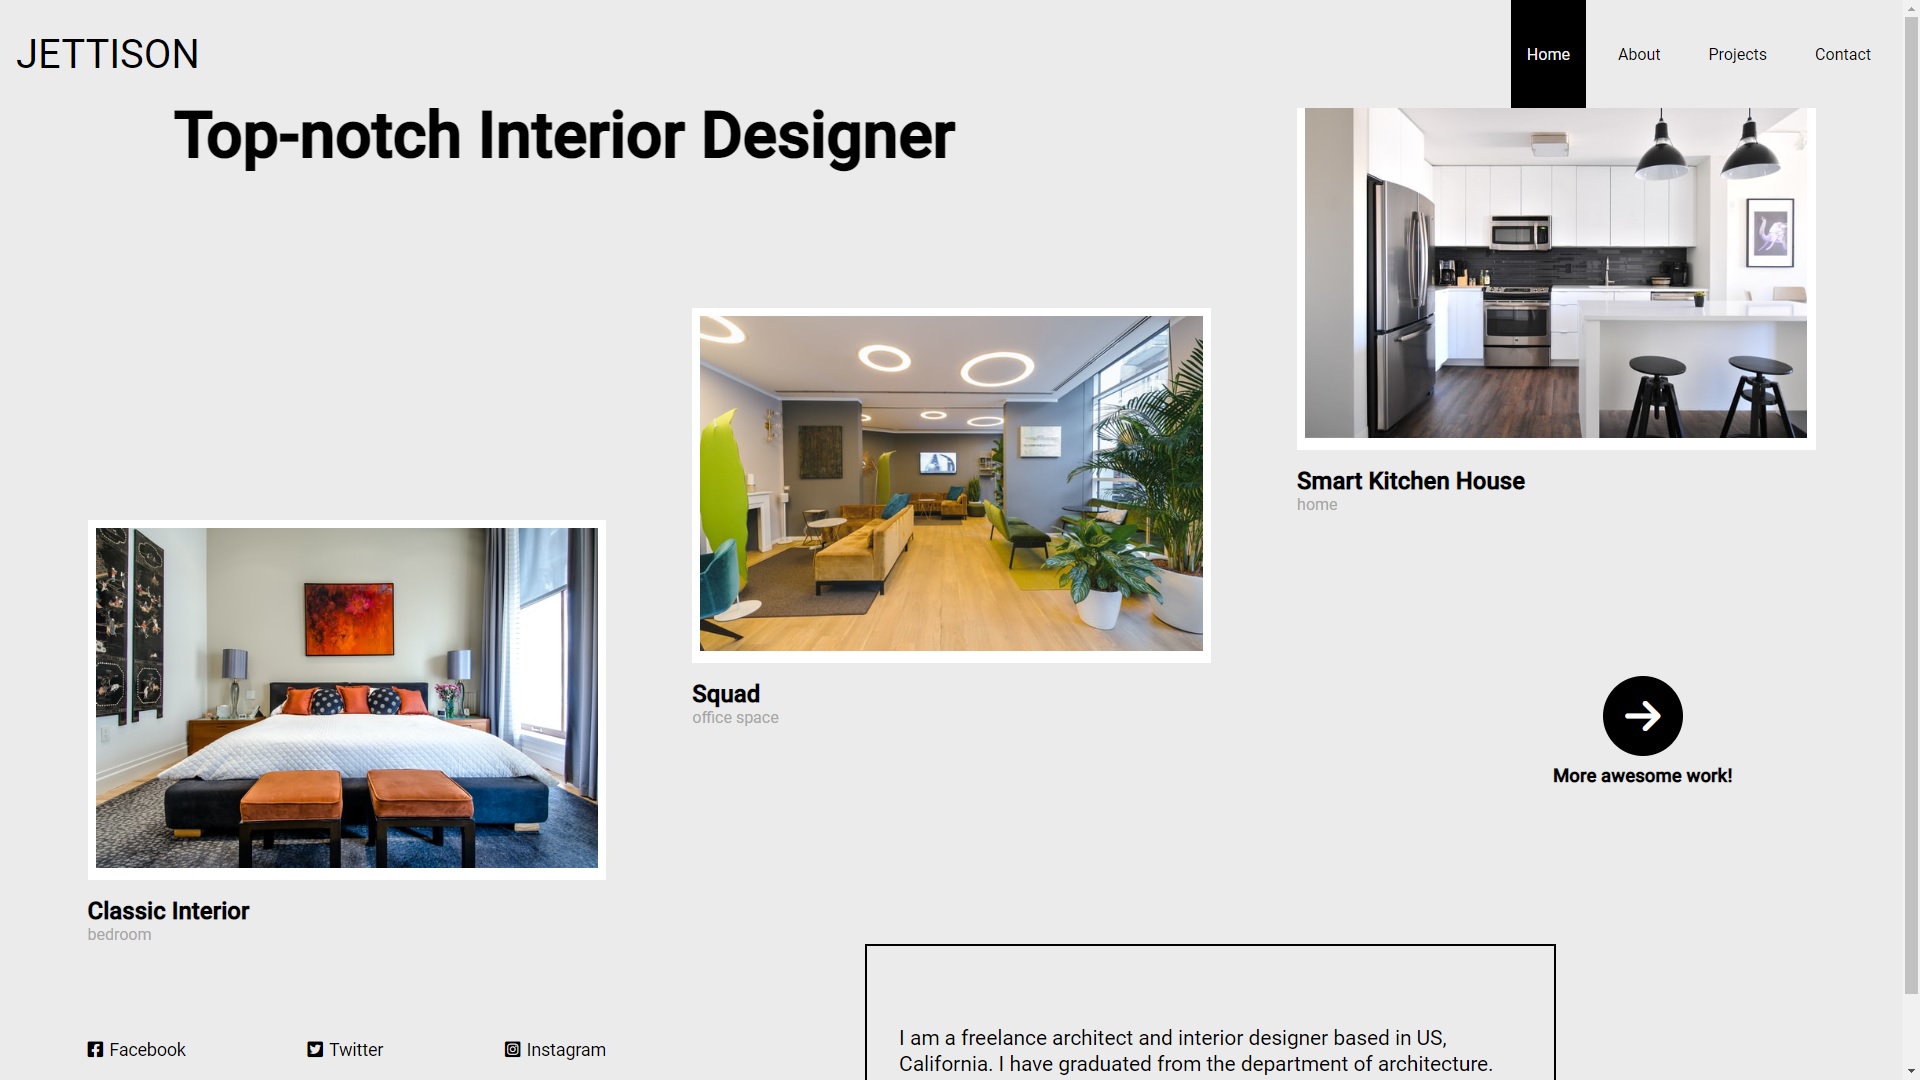 JETTISON
Home
About
Projects
Contact
Top-notch Interior Designer
Smart Kitchen House
home
Squad
office space
More awesome work!
Classic Interior
bedroom
I am a freelance architect and interior designer based in US,
California. I have graduated from the department of architecture.
Facebook
Twitter
Instagram